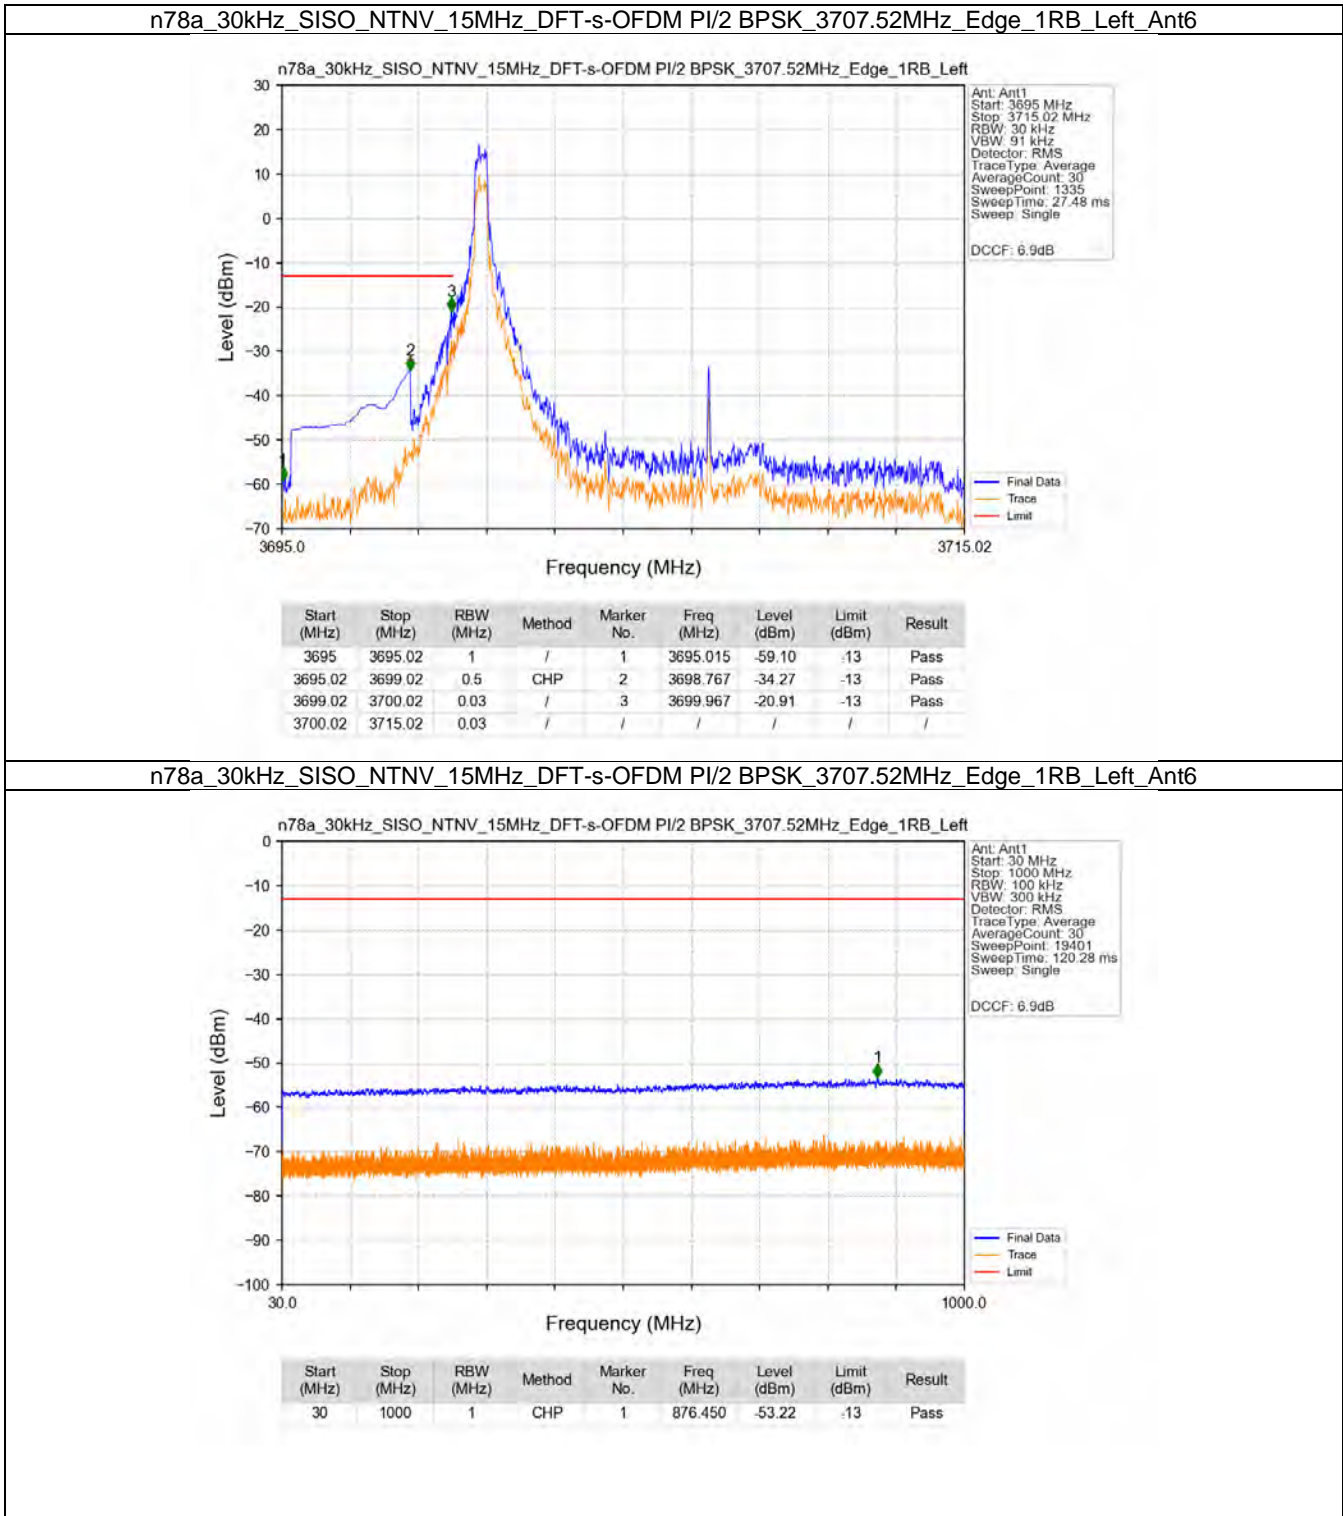 n78a_30kHz_SISO_NTNV_15MHz_DFT-s-OFDM PI/2 BPSK_3707.52MHz_Edge_1RB_Left_Ant6
n78a_30kHz_SISO_NTNV_15MHz_DFT-s-OFDM PI/2 BPSK_3707.52MHz_Edge_1RB_Left
Ant: Ant1
Start: 3695 MHz
Stop: 3715.02 MHz
RBW: 30 kHz
VBW: 91 kHz
Detector: RMS
TraceType: Average
AverageCount: 30
SweepPoint: 1335
SweepTime: 27.48 ms
Sweep: Single
DCCF: 6.9dB
30
20
10
0
−10
−20
−30
−40
−50
−60
−70
Level (dBm)
1
2
3
Final Data
Trace
Limit
3695.0 3715.02
Frequency (MHz)
Start (MHz) Stop (MHz) RBW (MHz) Method Marker No. Freq (MHz) Level (dBm) Limit (dBm) Result
3695 3695.02 1 / 1 3695.015 -59.10 -13 Pass
3695.02 3699.02 0.5 CHP 2 3698.767 -34.27 -13 Pass
3699.02 3700.02 0.03 / 3 3699.967 -20.91 -13 Pass
3700.02 3715.02 0.03 / / / / / /
n78a_30kHz_SISO_NTNV_15MHz_DFT-s-OFDM PI/2 BPSK_3707.52MHz_Edge_1RB_Left_Ant6
n78a_30kHz_SISO_NTNV_15MHz_DFT-s-OFDM PI/2 BPSK_3707.52MHz_Edge_1RB_Left
Ant: Ant1
Start: 30 MHz
Stop: 1000 MHz
RBW: 100 kHz
VBW: 300 kHz
Detector: RMS
TraceType: Average
AverageCount: 30
SweepPoint: 19401
SweepTime: 120.28 ms
Sweep: Single
DCCF: 6.9dB
0
−10
−20
−30
−40
−50
−60
−70
−80
−90
−100
Level (dBm)
1
Final Data
Trace
Limit
30.0 1000.0
Frequency (MHz)
Start (MHz) Stop (MHz) RBW (MHz) Method Marker No. Freq (MHz) Level (dBm) Limit (dBm) Result
30 1000 1 CHP 1 876.450 -53.22 -13 Pass